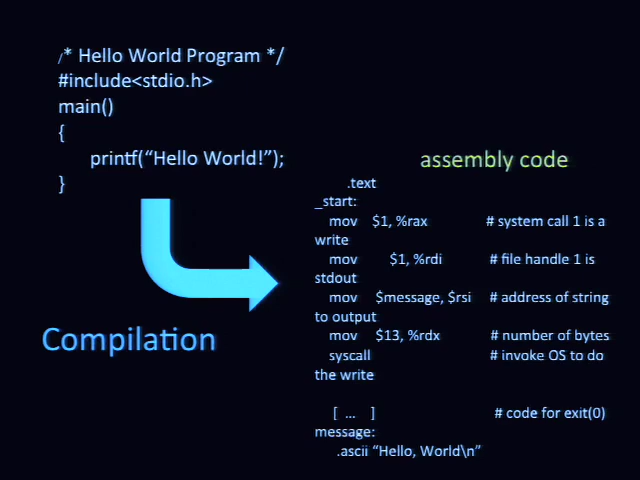 /* Hello World Program */
#include<stdio.h>
main()
{
printf(“Hello World!”);
}
Compilation
assembly code
.text
_start:
mov $1, %rax # system call 1 is a
write
mov $1, %rdi # file handle 1 is
stdout
mov $message, $rsi # address of string
to output
mov $13, %rdx # number of bytes
syscall # invoke OS to do
the write
[ ... ] # code for exit(0)
message:
.ascii “Hello, World\n”